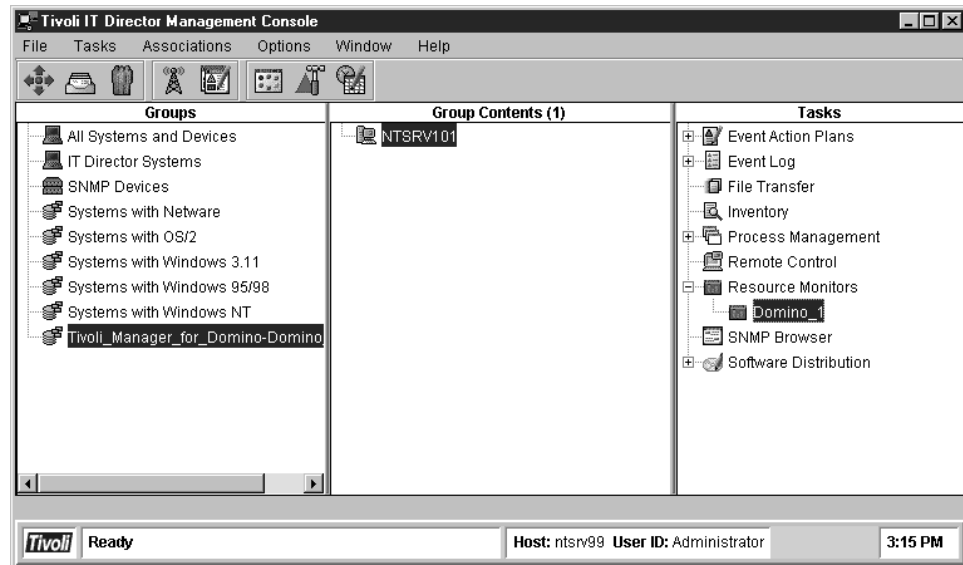 Tivoli IT Director Management Console
File Tasks Associations Options Window Help
Groups
All Systems and Devices
IT Director Systems
SNMP Devices
Systems with Netware
Systems with OS/2
Systems with Windows 3.11
Systems with Windows 95/98
Systems with Windows NT
Tivoli_Manager_for_Domino-Domino
Group Contents (1)
NTSRV101
Tasks
Event Action Plans
Event Log
File Transfer
Inventory
Process Management
Remote Control
Resource Monitors
Domino_1
SNMP Browser
Software Distribution
Tivoli Ready Host: ntsrv99 User ID: Administrator 3:15 PM